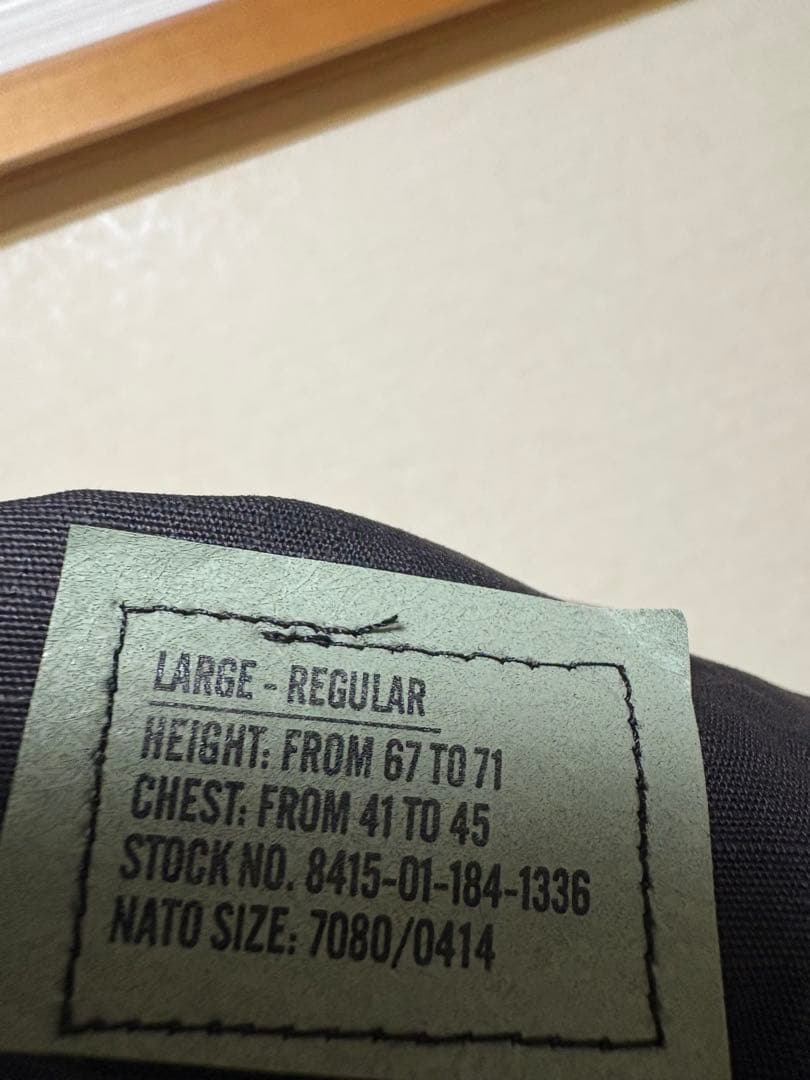 LARGE - REGULAR
HEIGHT: FROM 67 TO 71
CHEST: FROM 41 TO 45
STOCK NO. 8415-01-184-1336
NATO SIZE: 7080/0414